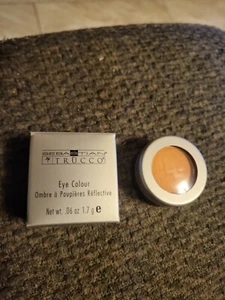 SEBASTIAN
TRUCCO
Eye Colour
Ombre à Paupières Réflective
Net wt. .06 oz 1.7 g e